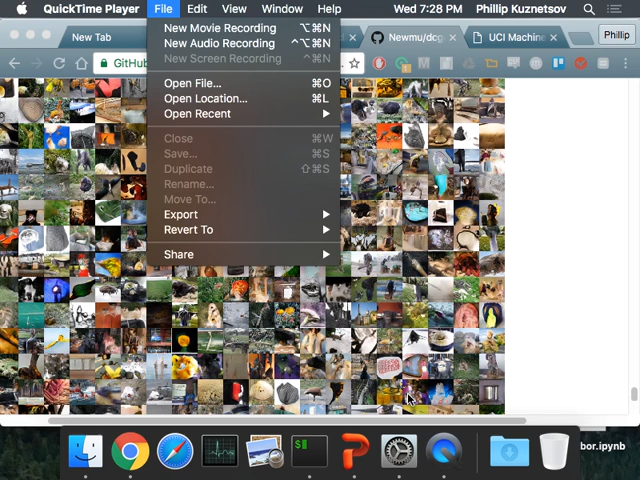 QuickTime Player File Edit View Window Help Wed 7:28 PM Phillip Kuznetsov
New Tab Newmu/dcg UCI Machine Phillip
GitHub
New Movie Recording ⌥⌘N
New Audio Recording ^⌥⌘N
New Screen Recording ^⌘N
Open File... ⌘O
Open Location... ⌘L
Open Recent
Close ⌘W
Save... ⌘S
Duplicate ⇧⌘S
Rename...
Move To...
Export
Revert To
Share
bor.ipynb